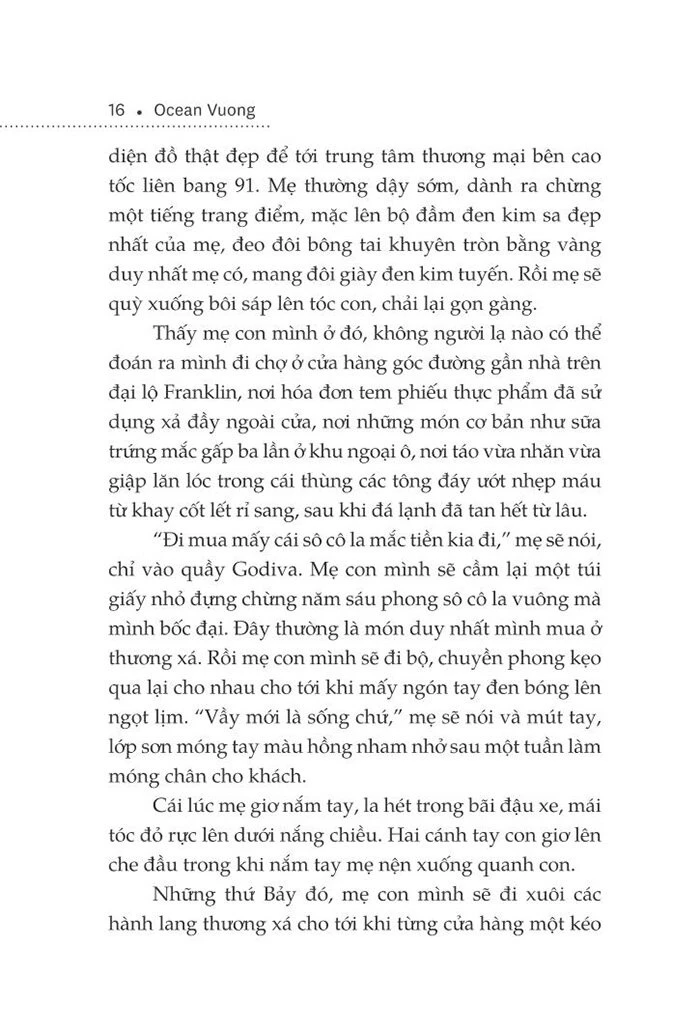 16 • Ocean Vuong
diện đồ thật đẹp để tới trung tâm thương mại bên cao
tốc liên bang 91. Mẹ thường dậy sớm, dành ra chừng
một tiếng trang điểm, mặc lên bộ đầm đen kim sa đẹp
nhất của mẹ, đeo đôi bông tai khuyên tròn bằng vàng
duy nhất mẹ có, mang đôi giày đen kim tuyến. Rồi mẹ sẽ
quỳ xuống bôi sáp lên tóc con, chải lại gọn gàng.
Thấy mẹ con mình ở đó, không người lạ nào có thể
đoán ra mình đi chợ ở cửa hàng góc đường gần nhà trên
đại lộ Franklin, nơi hóa đơn tem phiếu thực phẩm đã sử
dụng xả đầy ngoài cửa, nơi những món cơ bản như sữa
trứng mắc gấp ba lần ở khu ngoại ô, nơi táo vừa nhăn vừa
giập lăn lóc trong cái thùng các tông đáy ướt nhẹp máu
từ khay cốt lết rỉ sang, sau khi đá lạnh đã tan hết từ lâu.
“Đi mua mấy cái sô cô la mắc tiền kia đi,” mẹ sẽ nói,
chỉ vào quầy Godiva. Mẹ con mình sẽ cầm lại một túi
giấy nhỏ đựng chừng năm sáu phong sô cô la vuông mà
mình bốc đại. Đây thường là món duy nhất mình mua ở
thương xá. Rồi mẹ con mình sẽ đi bộ, chuyền phong kẹo
qua lại cho nhau cho tới khi mấy ngón tay đen bóng lên
ngọt lịm. “Vầy mới là sống chứ,” mẹ sẽ nói và mút tay,
lớp sơn móng tay màu hồng nham nhở sau một tuần làm
móng chân cho khách.
Cái lúc mẹ giơ nắm tay, la hét trong bãi đậu xe, mái
tóc đỏ rực lên dưới nắng chiều. Hai cánh tay con giơ lên
che đầu trong khi nắm tay mẹ nện xuống quanh con.
Những thứ Bảy đó, mẹ con mình sẽ đi xuôi các
hành lang thương xá cho tới khi từng cửa hàng một kéo